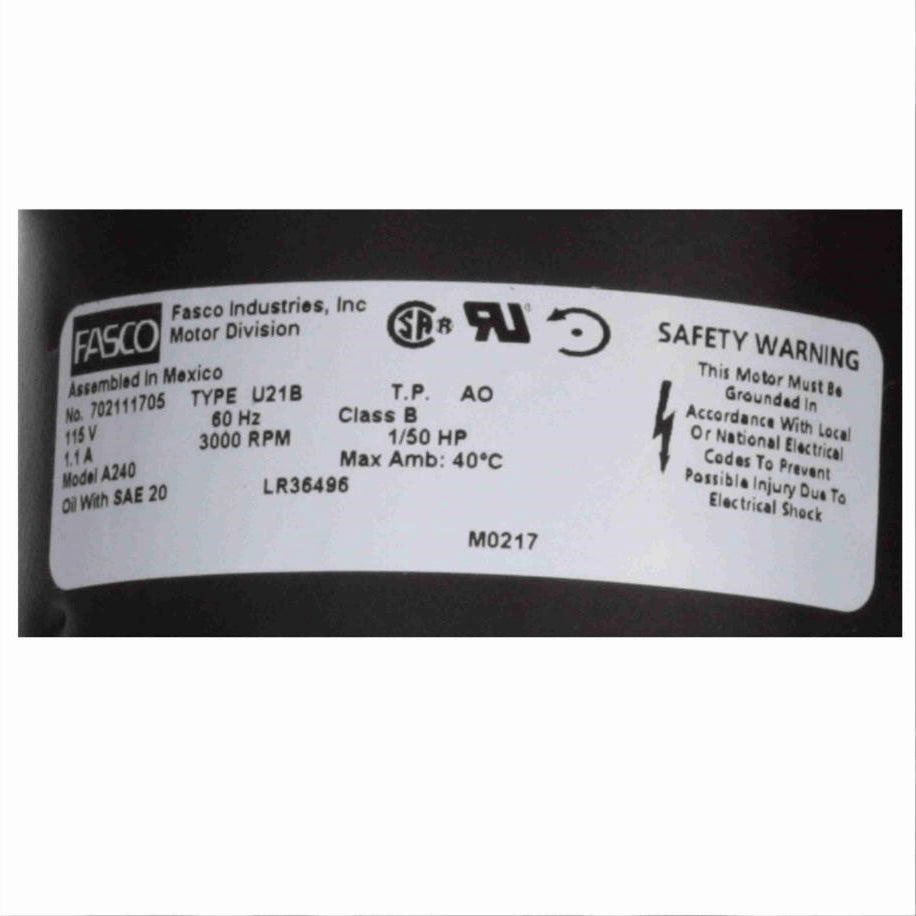 FASCO
Fasco Industries, Inc
Motor Division
Assembled In Mexico
No. 702111705 TYPE U21B T.P. AO
115 V 60 Hz Class B
1.1 A 3000 RPM 1/50 HP
Model A240 Max Amb: 40°C
Oil With SAE 20 LR36496
M0217
SA R
RU
SAFETY WARNING
This Motor Must Be
Grounded In
Accordance With Local
Or National Electrical
Codes To Prevent
Possible Injury Due To
Electrical Shock